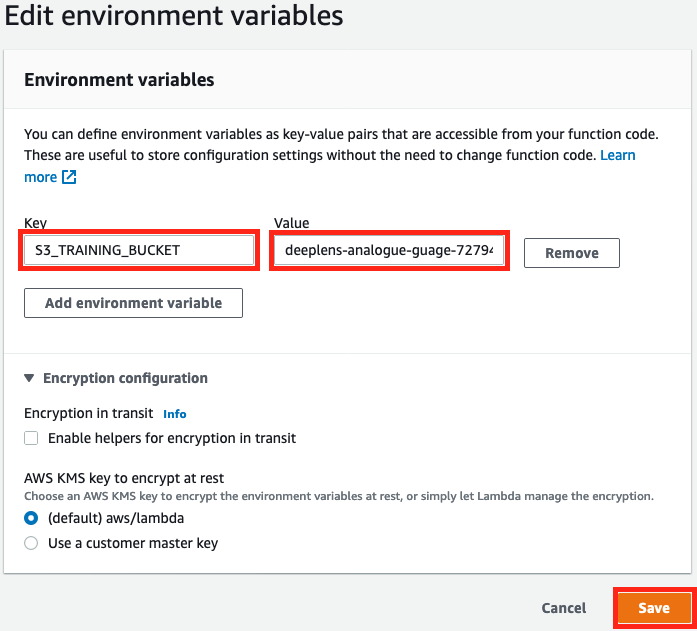 Edit environment variables
Environment variables
You can define environment variables as key-value pairs that are accessible from your function code.
These are useful to store configuration settings without the need to change function code. Learn
more
Key Value
S3_TRAINING_BUCKET deeplens-analogue-guage-72794 Remove
Add environment variable
Encryption configuration
Encryption in transit Info
Enable helpers for encryption in transit
AWS KMS key to encrypt at rest
Choose an AWS KMS key to encrypt the environment variables at rest, or simply let Lambda manage the encryption.
(default) aws/lambda
Use a customer master key
Cancel Save